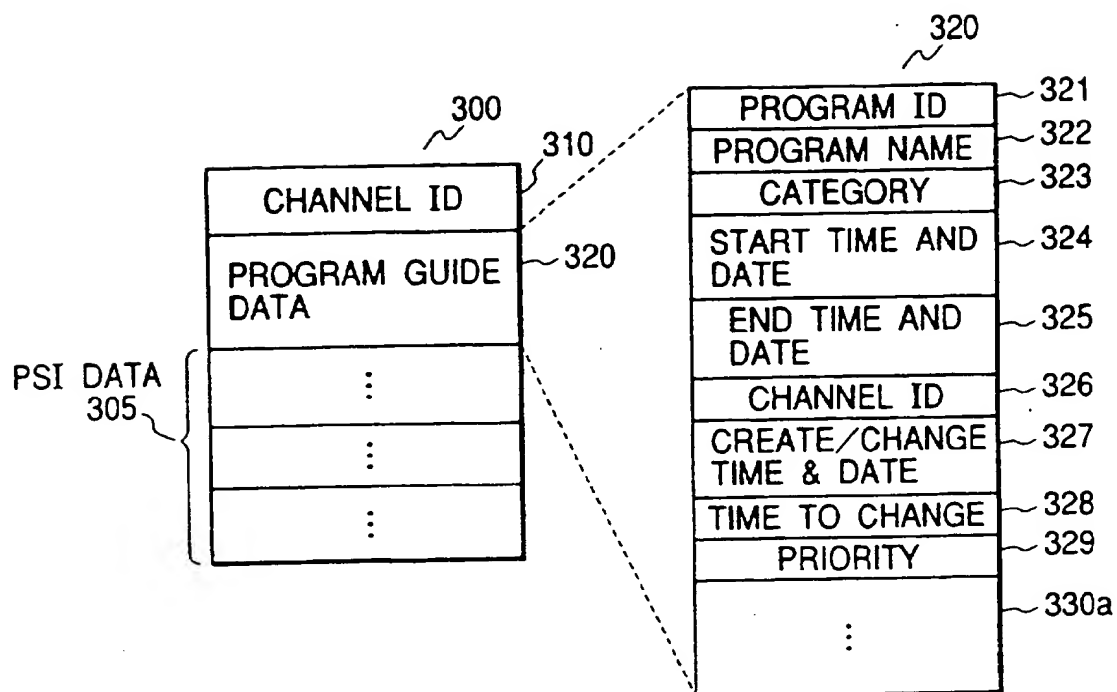 300
310
CHANNEL ID
PROGRAM GUIDE
DATA
320
PSI DATA
305
⋮
⋮
⋮
320
PROGRAM ID
321
PROGRAM NAME
322
CATEGORY
323
START TIME AND
DATE
324
END TIME AND
DATE
325
CHANNEL ID
326
CREATE/CHANGE
TIME & DATE
327
TIME TO CHANGE
328
PRIORITY
329
⋮
330a